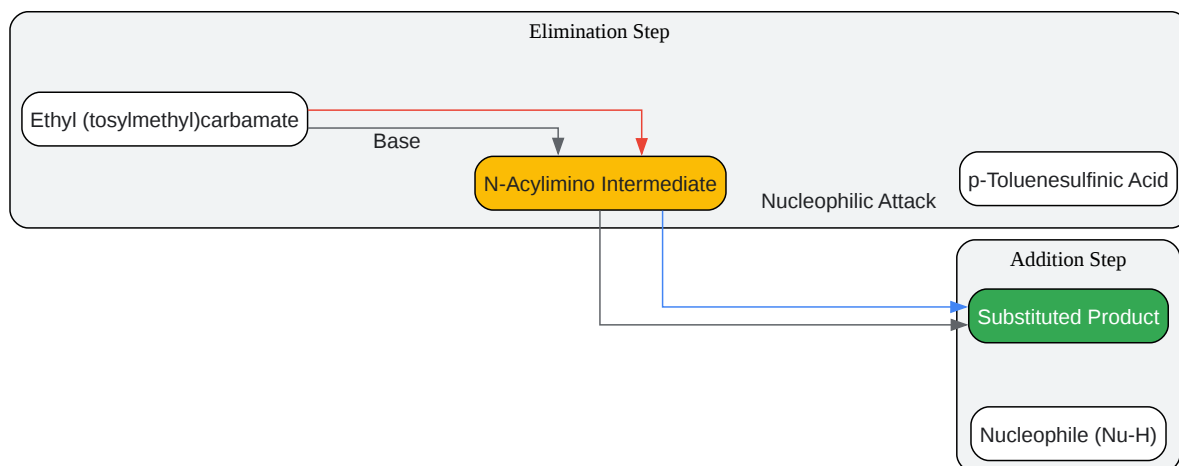 Elimination Step
Ethyl (tosylmethyl)carbamate
Base
N-Acylimino Intermediate
p-Toluenesulfinic Acid
Nucleophilic Attack
Addition Step
Substituted Product
Nucleophile (Nu-H)